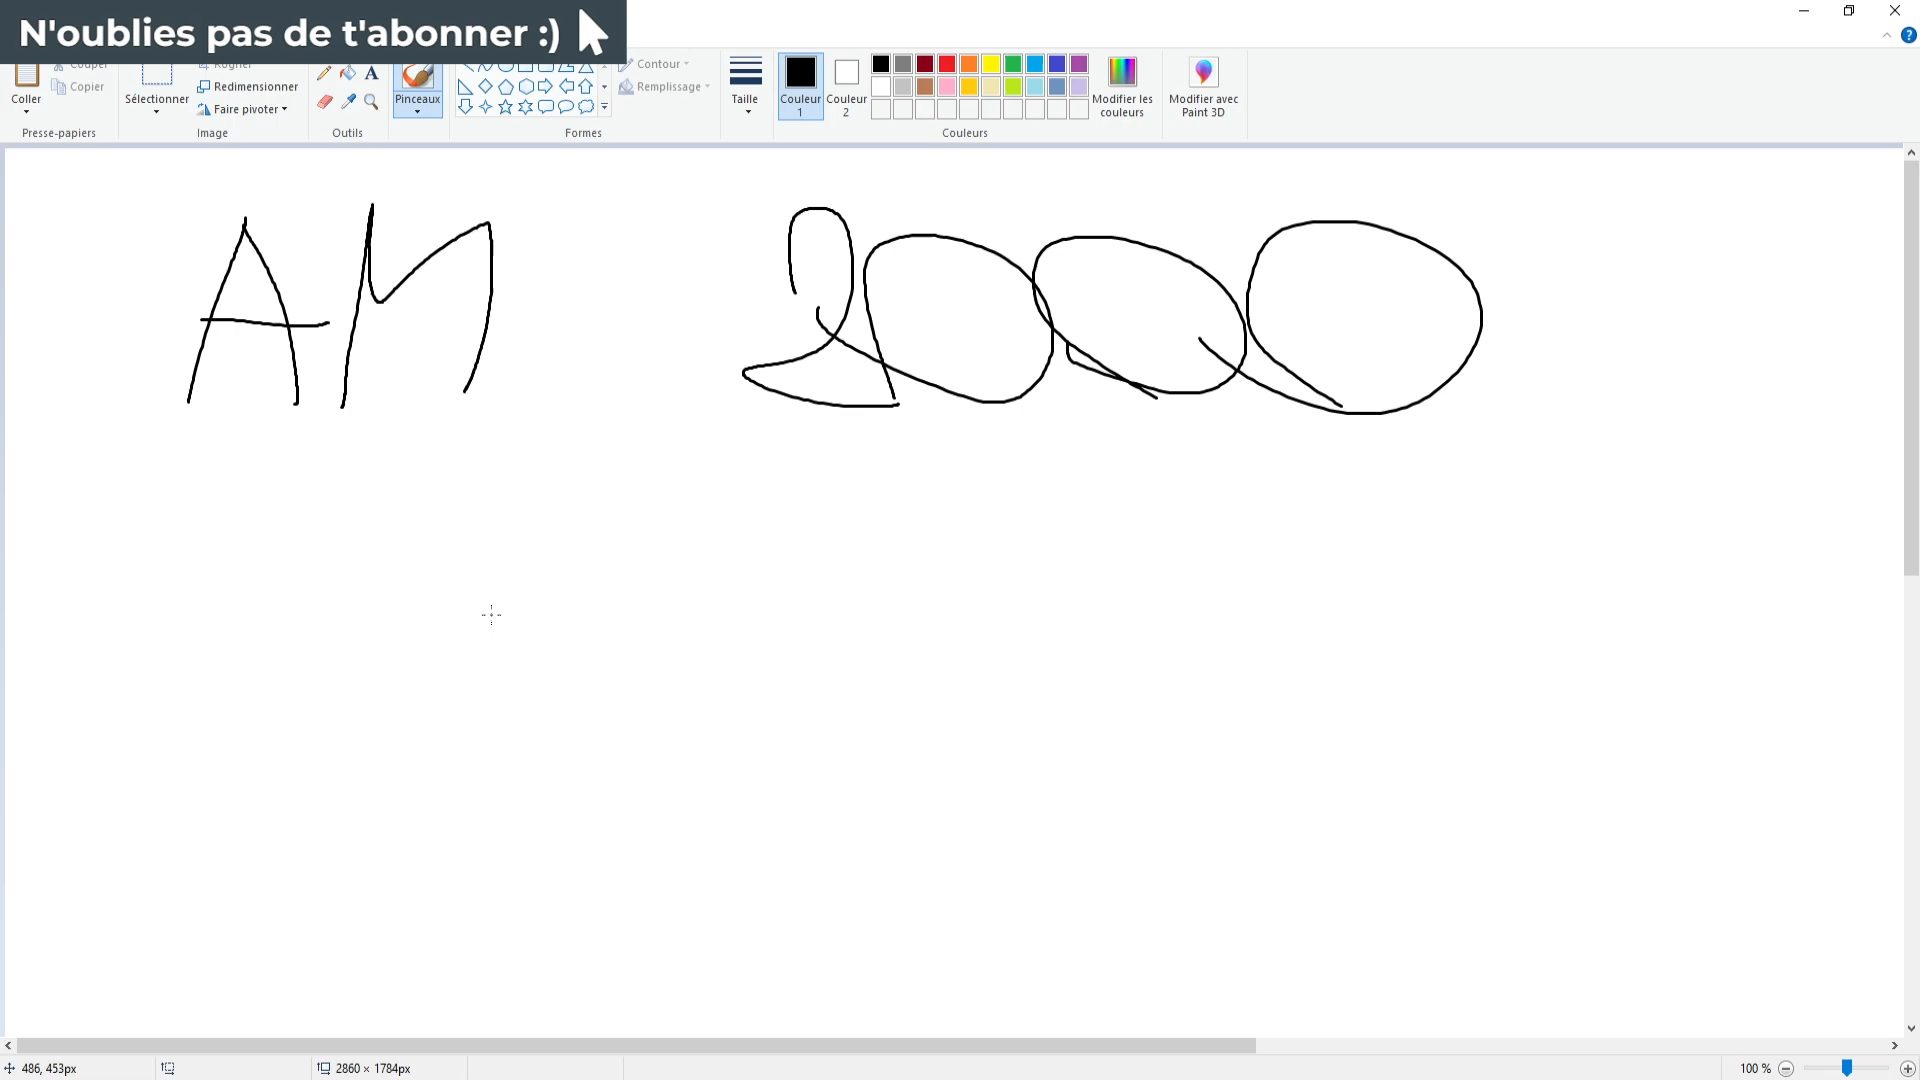 N'oublies pas de t'abonner :)
Couper
Rogner
Contour
Coller
Copier
Sélectionner
Redimensionner
Faire pivoter
Pinceaux
Remplissage
Taille
Couleur 1
Couleur 2
Modifier les couleurs
Modifier avec Paint 3D
Presse-papiers
Image
Outils
Formes
Couleurs
A
?
AM 2000
486, 453px
2860 × 1784px
100 %